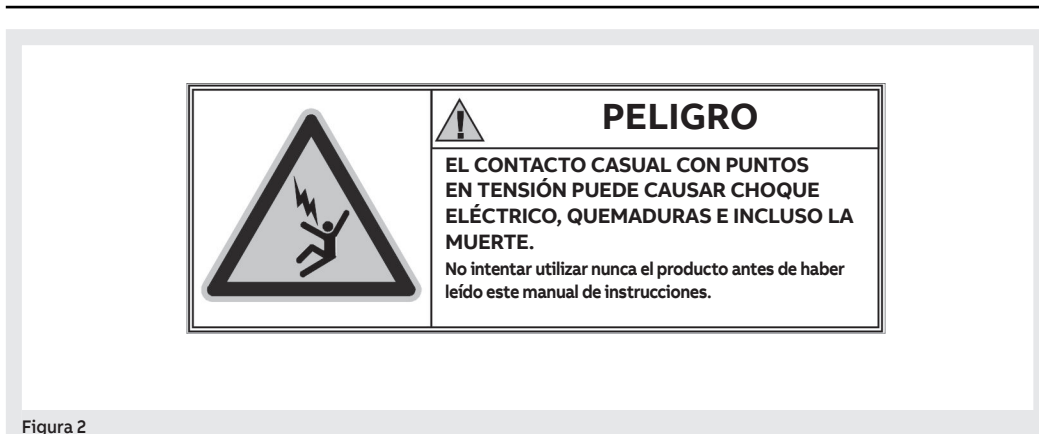 PELIGRO
EL CONTACTO CASUAL CON PUNTOS
EN TENSIÓN PUEDE CAUSAR CHOQUE
ELÉCTRICO, QUEMADURAS E INCLUSO LA
MUERTE.
No intentar utilizar nunca el producto antes de haber
leído este manual de instrucciones.
Figura 2